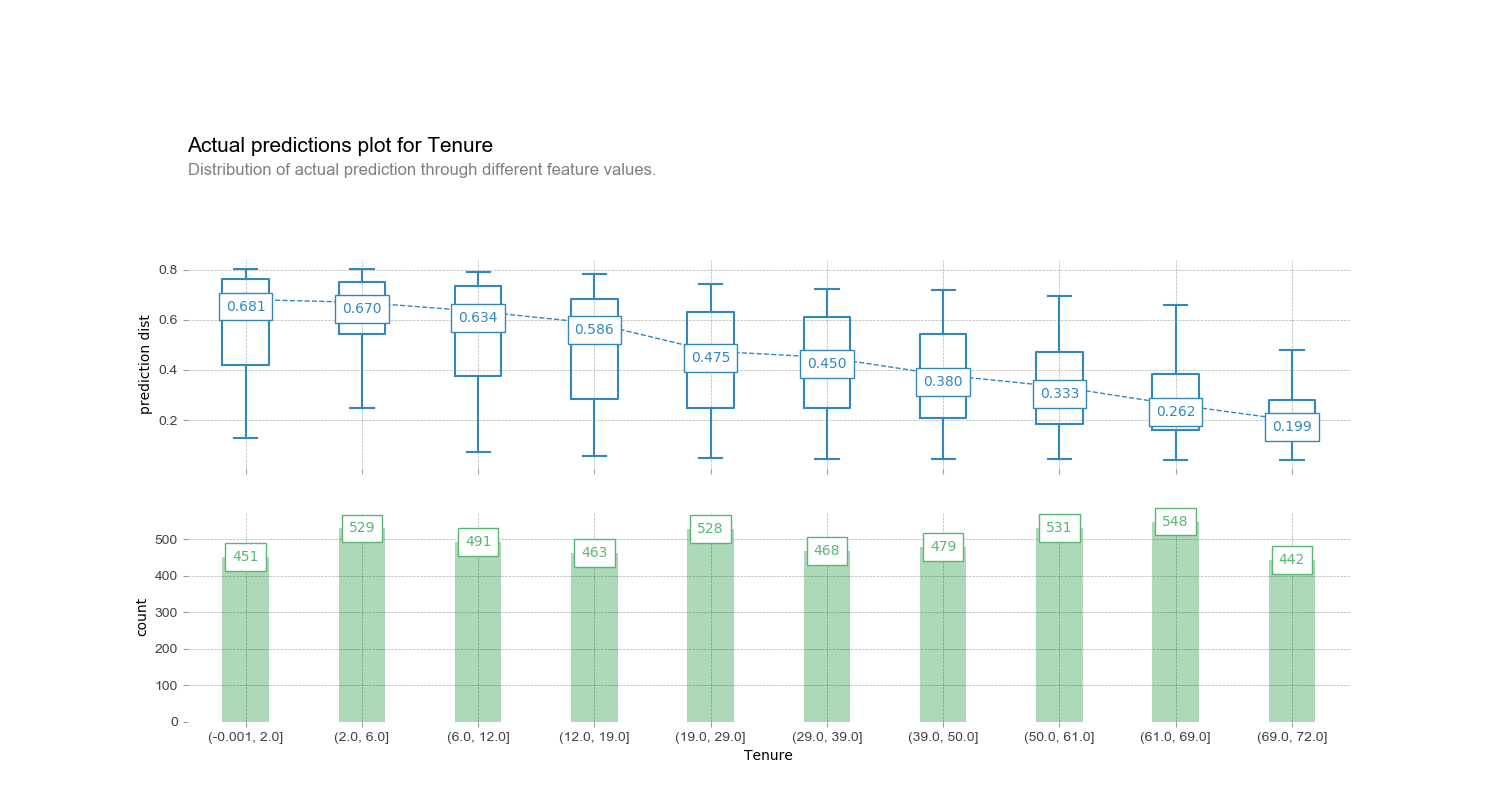 Actual predictions plot for Tenure
Distribution of actual prediction through different feature values.
prediction dist
0.8
0.6
0.4
0.2
0.681 0.670 0.634 0.586 0.475 0.450 0.380 0.333 0.262 0.199
count
500
400
300
200
100
0
451 529 491 463 528 468 479 531 548 442
(-0.001, 2.0] (2.0, 6.0] (6.0, 12.0] (12.0, 19.0] (19.0, 29.0] (29.0, 39.0] (39.0, 50.0] (50.0, 61.0] (61.0, 69.0] (69.0, 72.0]
Tenure